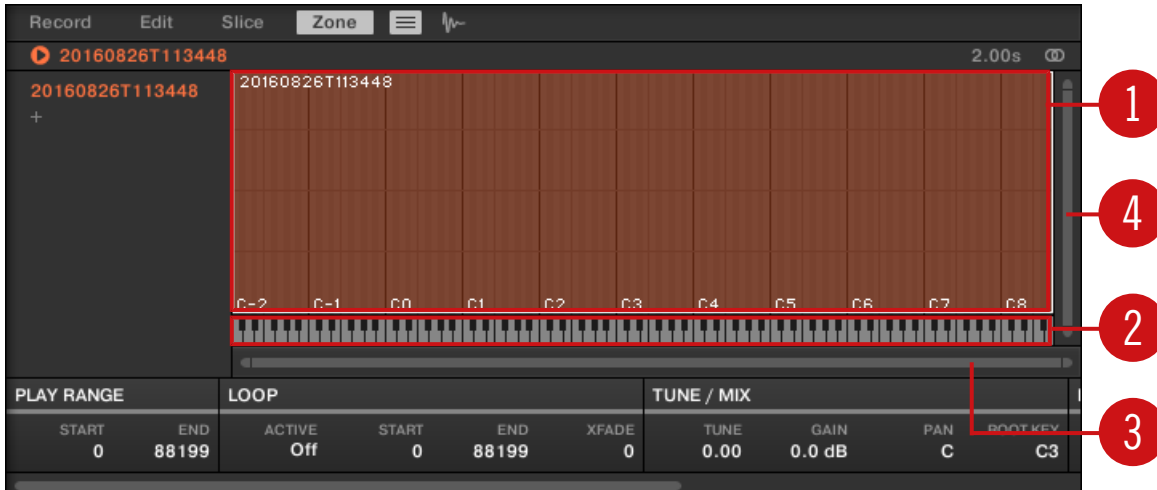 Record Edit Slice Zone
20160826T113448 2.00s
20160826T113448 20160826T113448
+
1
4
C-2 C-1 C0 C1 C2 C3 C4 C5 C6 C7 C8
2
PLAY RANGE LOOP TUNE / MIX
START END ACTIVE START END XFADE TUNE GAIN PAN ROOT KEY
0 88199 Off 0 88199 0 0.00 0.0 dB C C3
3